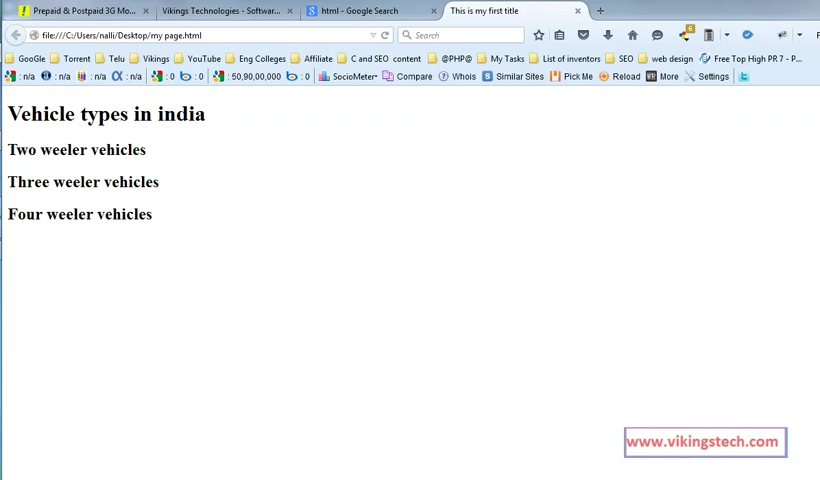 Prepaid & Postpaid 3G Mo...
Vikings Technologies - Softwar...
html - Google Search
This is my first title
file:///C:/Users/nalli/Desktop/my page.html
Search
6
GooGle Torrent Telu Vikings YouTube Eng Colleges Affiliate C and SEO content @PHP@ My Tasks List of inventors SEO web design Free Top High PR 7 - P...
: n/a : n/a : n/a : n/a : 0 : 0 : 50,90,00,000 : 0 SocioMeter Compare Whois Similar Sites Pick Me Reload More Settings
Vehicle types in india
Two weeler vehicles
Three weeler vehicles
Four weeler vehicles
www.vikingstech.com